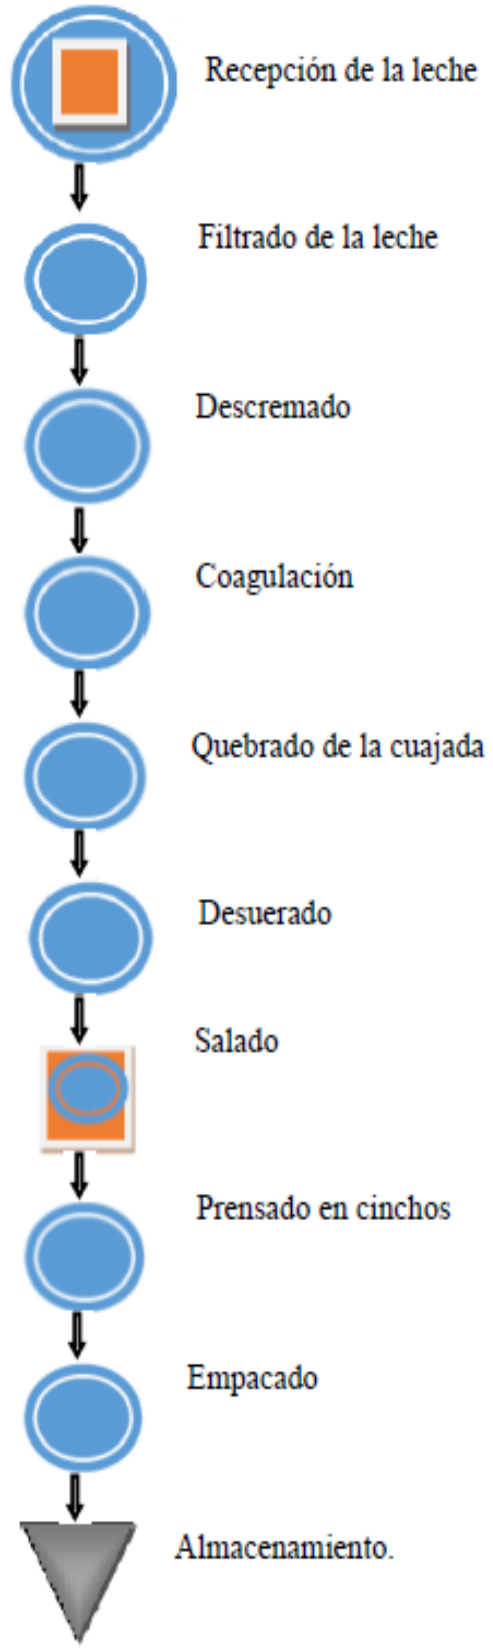 Recepción de la leche
Filtrado de la leche
Descremado
Coagulación
Quebrado de la cuajada
Desuerado
Salado
Prensado en cinchos
Empacado
Almacenamiento.